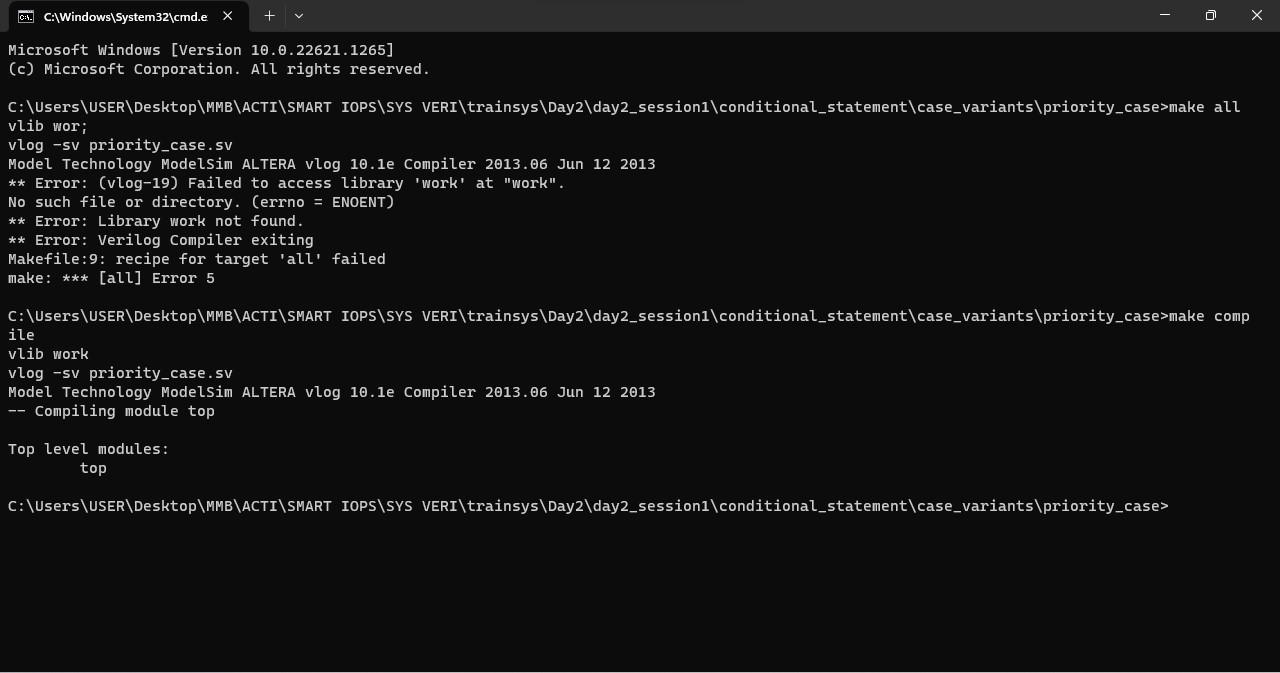 C:\Windows\System32\cmd.e
Microsoft Windows [Version 10.0.22621.1265]
(c) Microsoft Corporation. All rights reserved.
C:\Users\USER\Desktop\MMB\ACTI\SMART IOPS\SYS VERI\trainsys\Day2\day2_session1\conditional_statement\case_variants\priority_case>make all
vlib wor;
vlog -sv priority_case.sv
Model Technology ModelSim ALTERA vlog 10.1e Compiler 2013.06 Jun 12 2013
** Error: (vlog-19) Failed to access library 'work' at "work".
No such file or directory. (errno = ENOENT)
** Error: Library work not found.
** Error: Verilog Compiler exiting
Makefile:9: recipe for target 'all' failed
make: *** [all] Error 5
C:\Users\USER\Desktop\MMB\ACTI\SMART IOPS\SYS VERI\trainsys\Day2\day2_session1\conditional_statement\case_variants\priority_case>make comp
ile
vlib work
vlog -sv priority_case.sv
Model Technology ModelSim ALTERA vlog 10.1e Compiler 2013.06 Jun 12 2013
-- Compiling module top
Top level modules:
top
C:\Users\USER\Desktop\MMB\ACTI\SMART IOPS\SYS VERI\trainsys\Day2\day2_session1\conditional_statement\case_variants\priority_case>